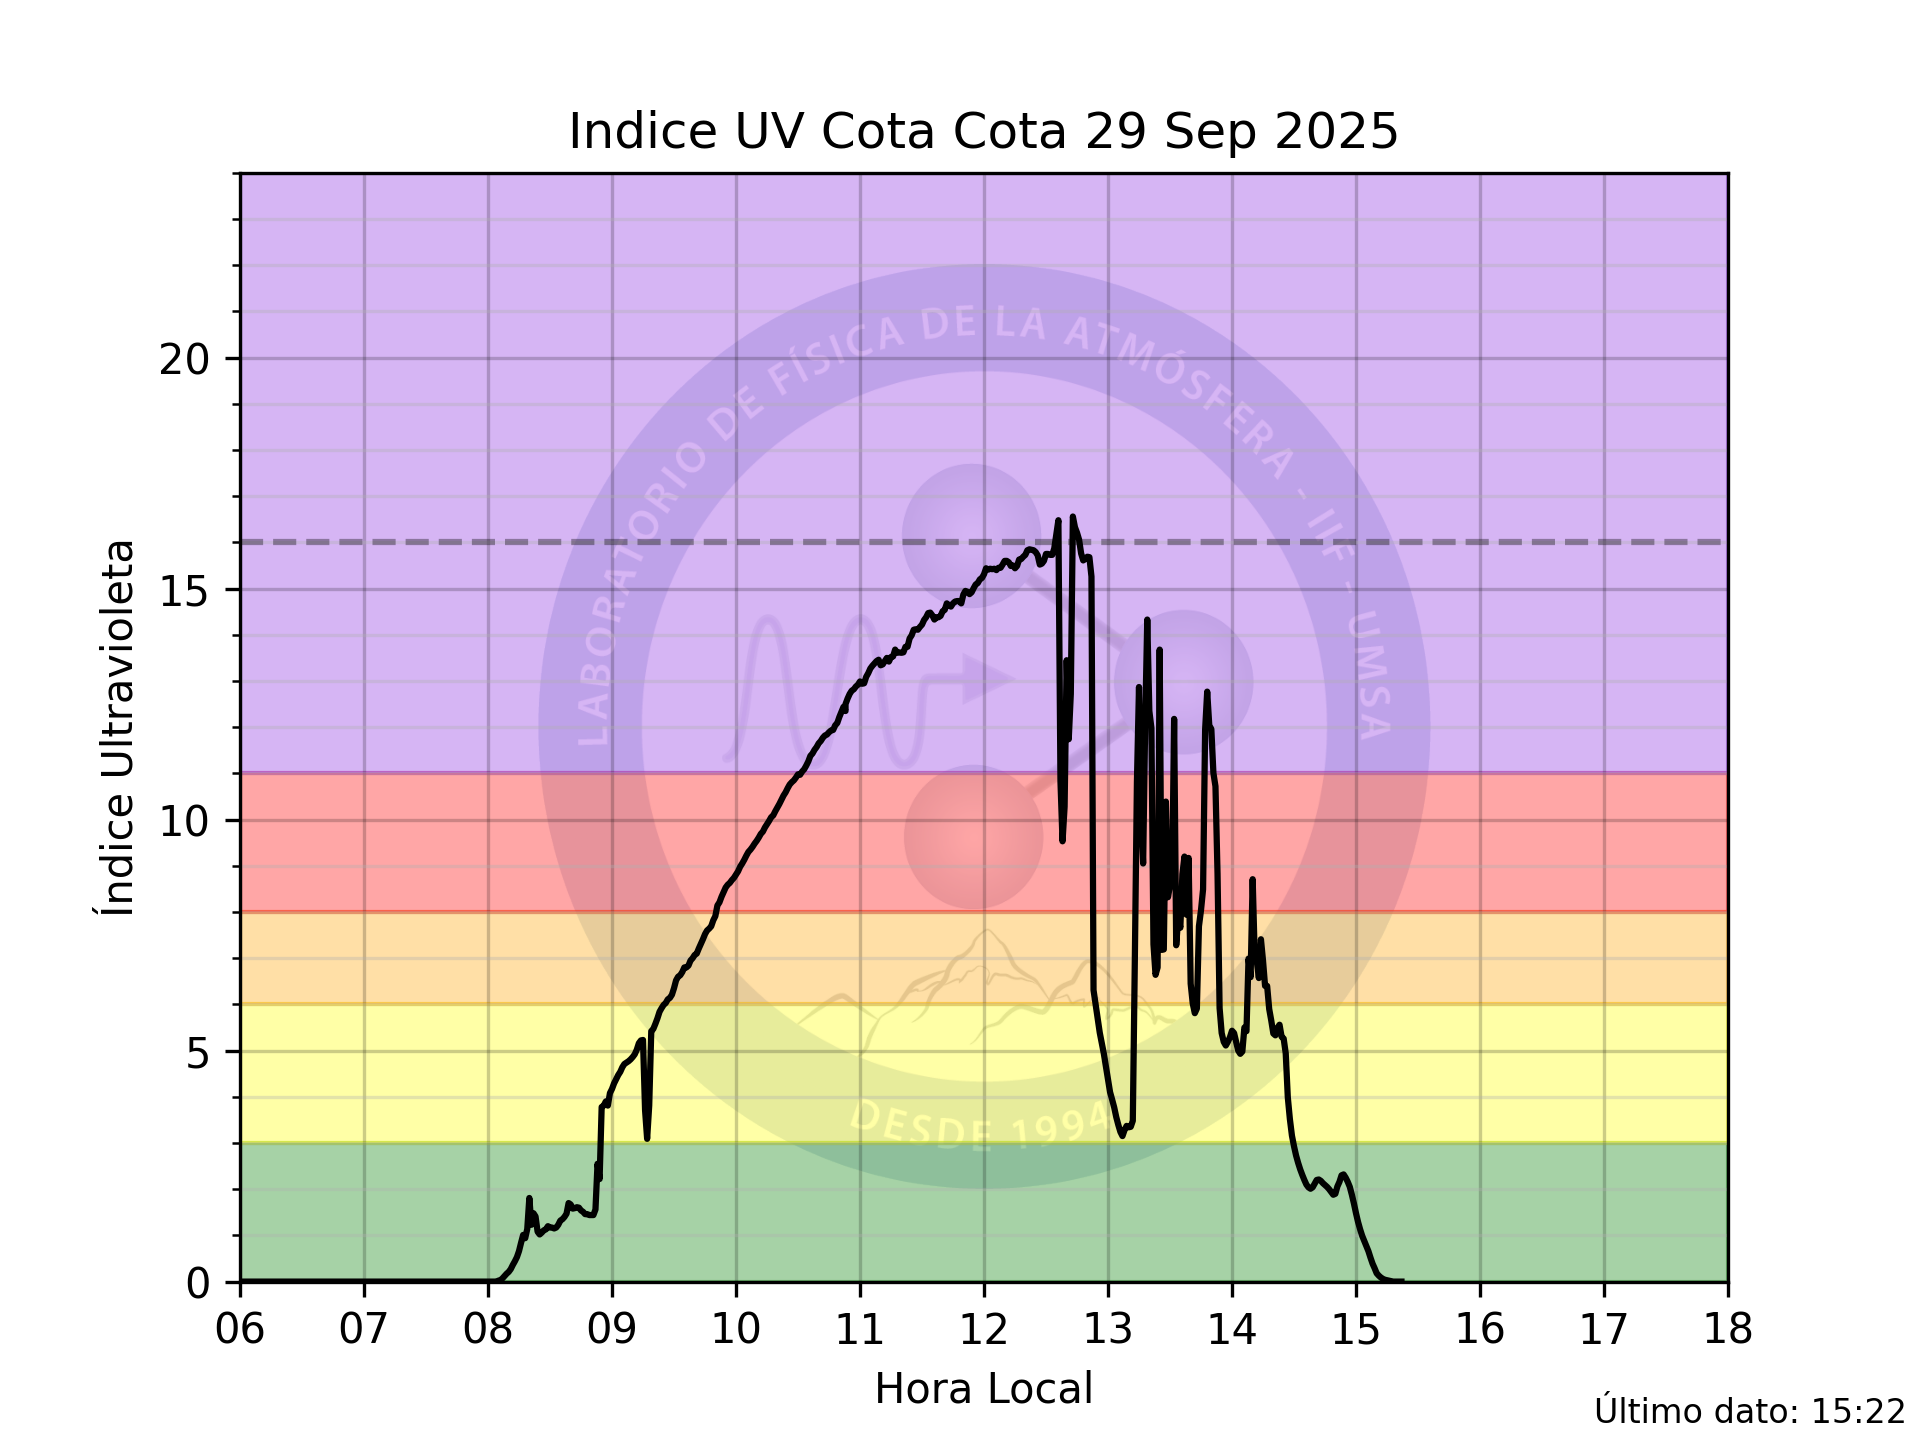 Indice UV Cota Cota 29 Sep 2025
Índice Ultravioleta
20
15
10
5
0
LABORATORIO DE FÍSICA DE LA ATMÓSFERA - IIF - UMSA
DESDE 1994
06 07 08 09 10 11 12 13 14 15 16 17 18
Hora Local
Último dato: 15:22